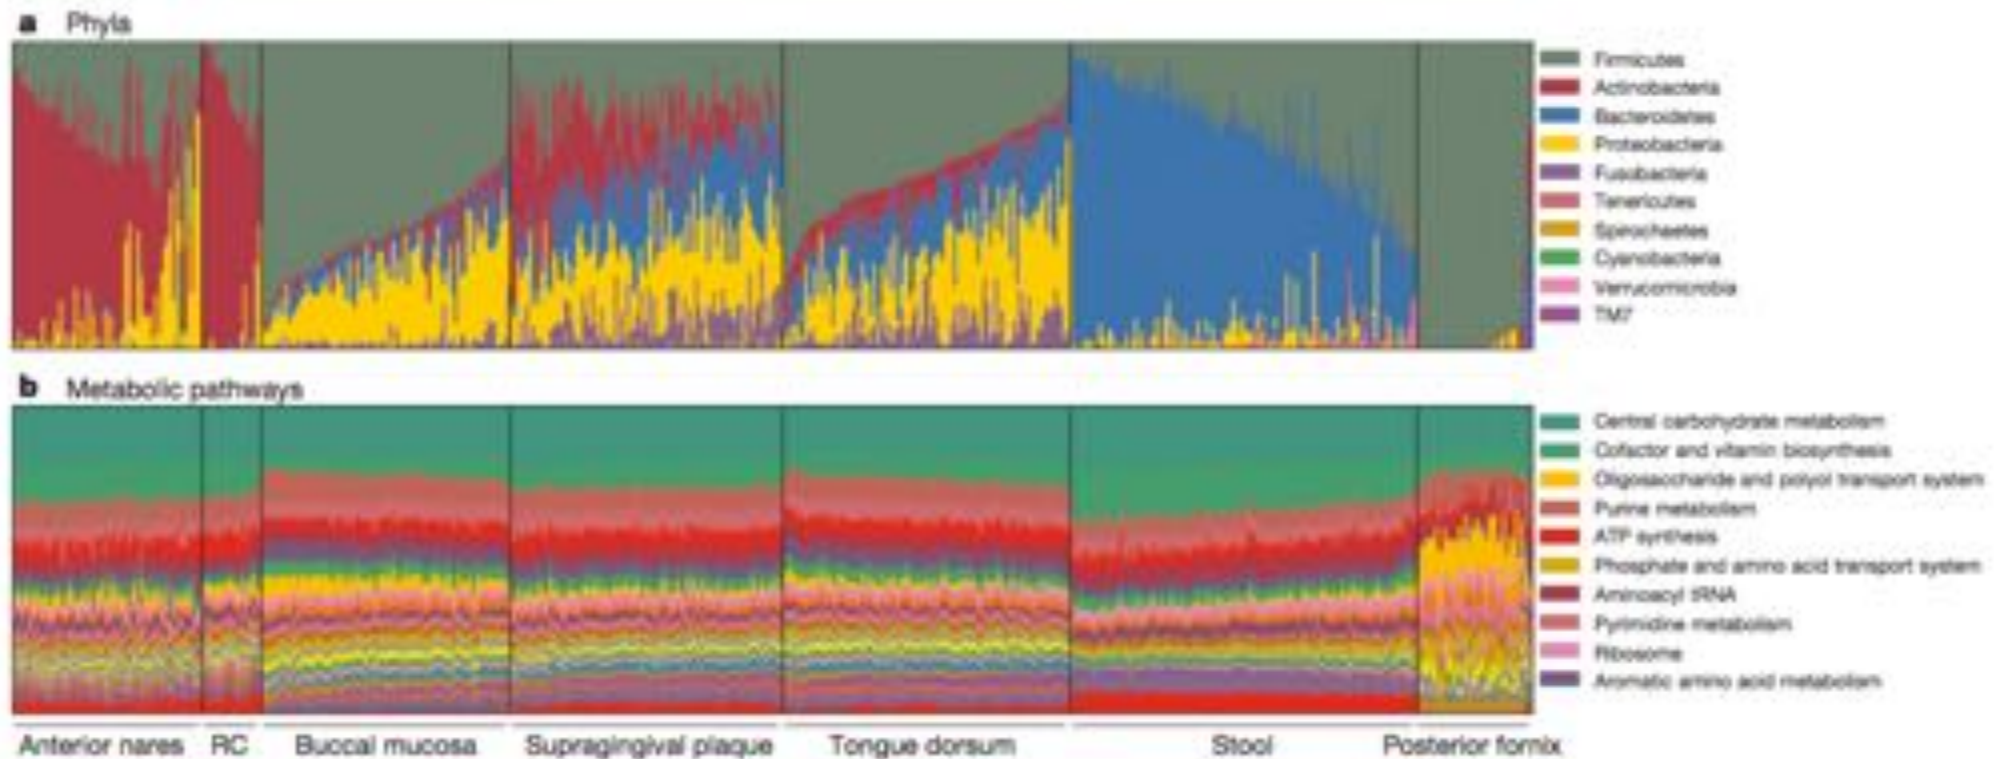 a Phyla
Firmicutes
Actinobacteria
Bacteroidetes
Proteobacteria
Fusobacteria
Tenericutes
Spirochaetes
Cyanobacteria
Verrucomicrobia
TM7
b Metabolic pathways
Central carbohydrate metabolism
Cofactor and vitamin biosynthesis
Oligosaccharide and polyol transport system
Purine metabolism
ATP synthesis
Phosphate and amino acid transport system
Aminoacyl tRNA
Pyrimidine metabolism
Ribosome
Aromatic amino acid metabolism
Anterior nares RC Buccal mucosa Supragingival plaque Tongue dorsum Stool Posterior fornix